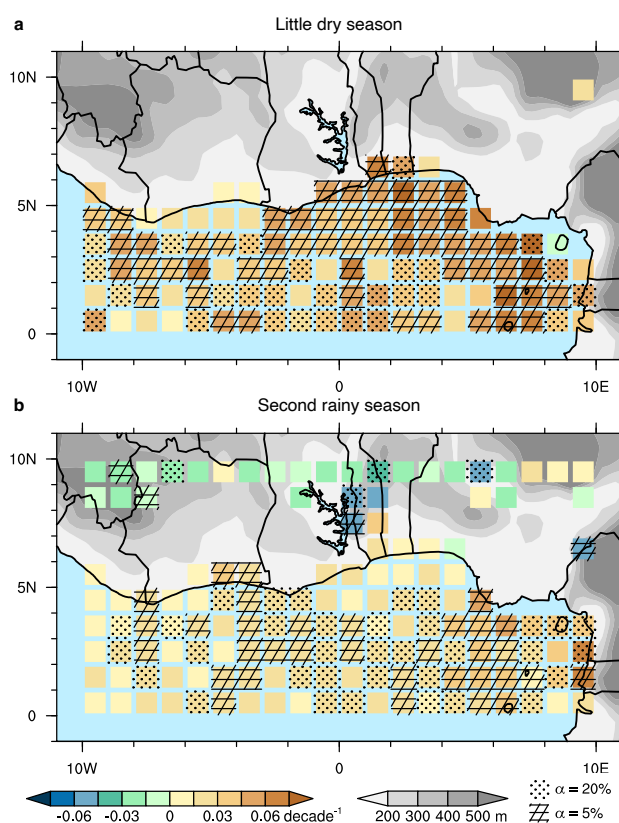 a
Little dry season
10N
5N
0
10W 0 10E
b
Second rainy season
10N
5N
0
10W 0 10E
-0.06 -0.03 0 0.03 0.06 decade⁻¹
200 300 400 500 m
α = 20%
α = 5%